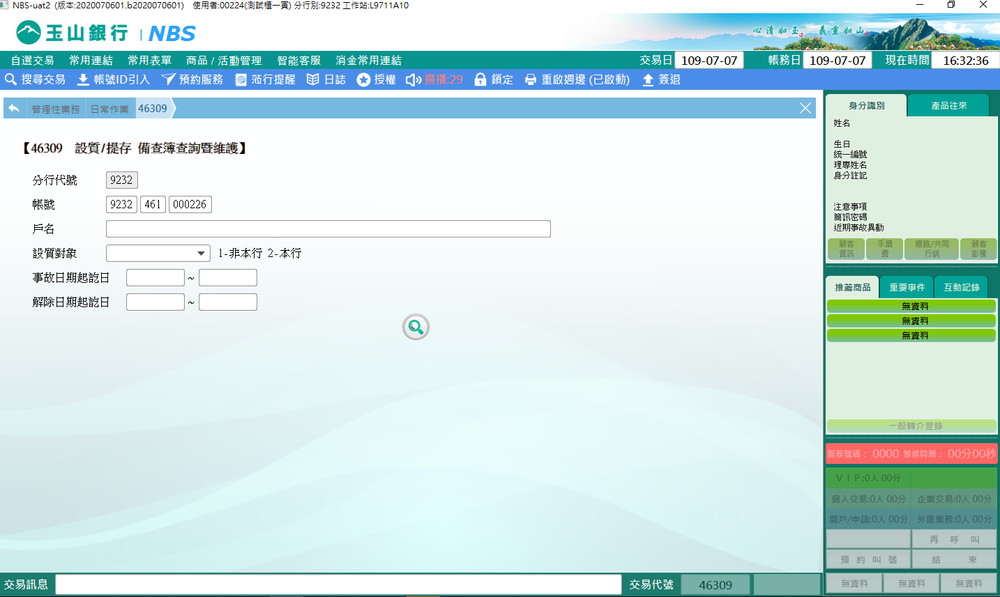 NBS-uat2 (版本:2020070601.b2020070601) 使用者:00224(測試櫃一寅) 分行別:9232 工作站:L9711A10
玉山銀行 | NBS
心清如玉。義重如山。
自選交易 常用連結 常用表單 商品 / 活動管理 智能客服 消金常用連結 交易日 109-07-07 帳務日 109-07-07 現在時間 16:32:36
搜尋交易 帳號ID引入 預約服務 蒞行提醒 日誌 授權 廣播:29 鎖定 重啟週邊 (已啟動) 簽退
管理性業務 日常作業 46309
【46309 設質/提存 備查簿查詢暨維護】
分行代號 9232
帳號 9232 461 000226
戶名
設質對象 1-非本行 2-本行
事故日期起訖日 ~
解除日期起訖日 ~
身分識別 產品往來
姓名
生日
統一編號
理專姓名
身分註記
注意事項
簡訊密碼
近期事故異動
顧客資訊 手續費 通路/共同行銷 顧客影像
推薦商品 重要事件 互動記錄
無資料
無資料
無資料
一般轉介登錄
服務號碼： 0000 等候時間： 00分00秒
ＶＩＰ:0人 00分
個人交易:0人 00分 企業交易:0人 00分
開戶/申請:0人 00分 外匯業務:0人 00分
再 呼 叫
預 約 叫 號 結 束
無資料 無資料 無資料
交易訊息 交易代號 46309